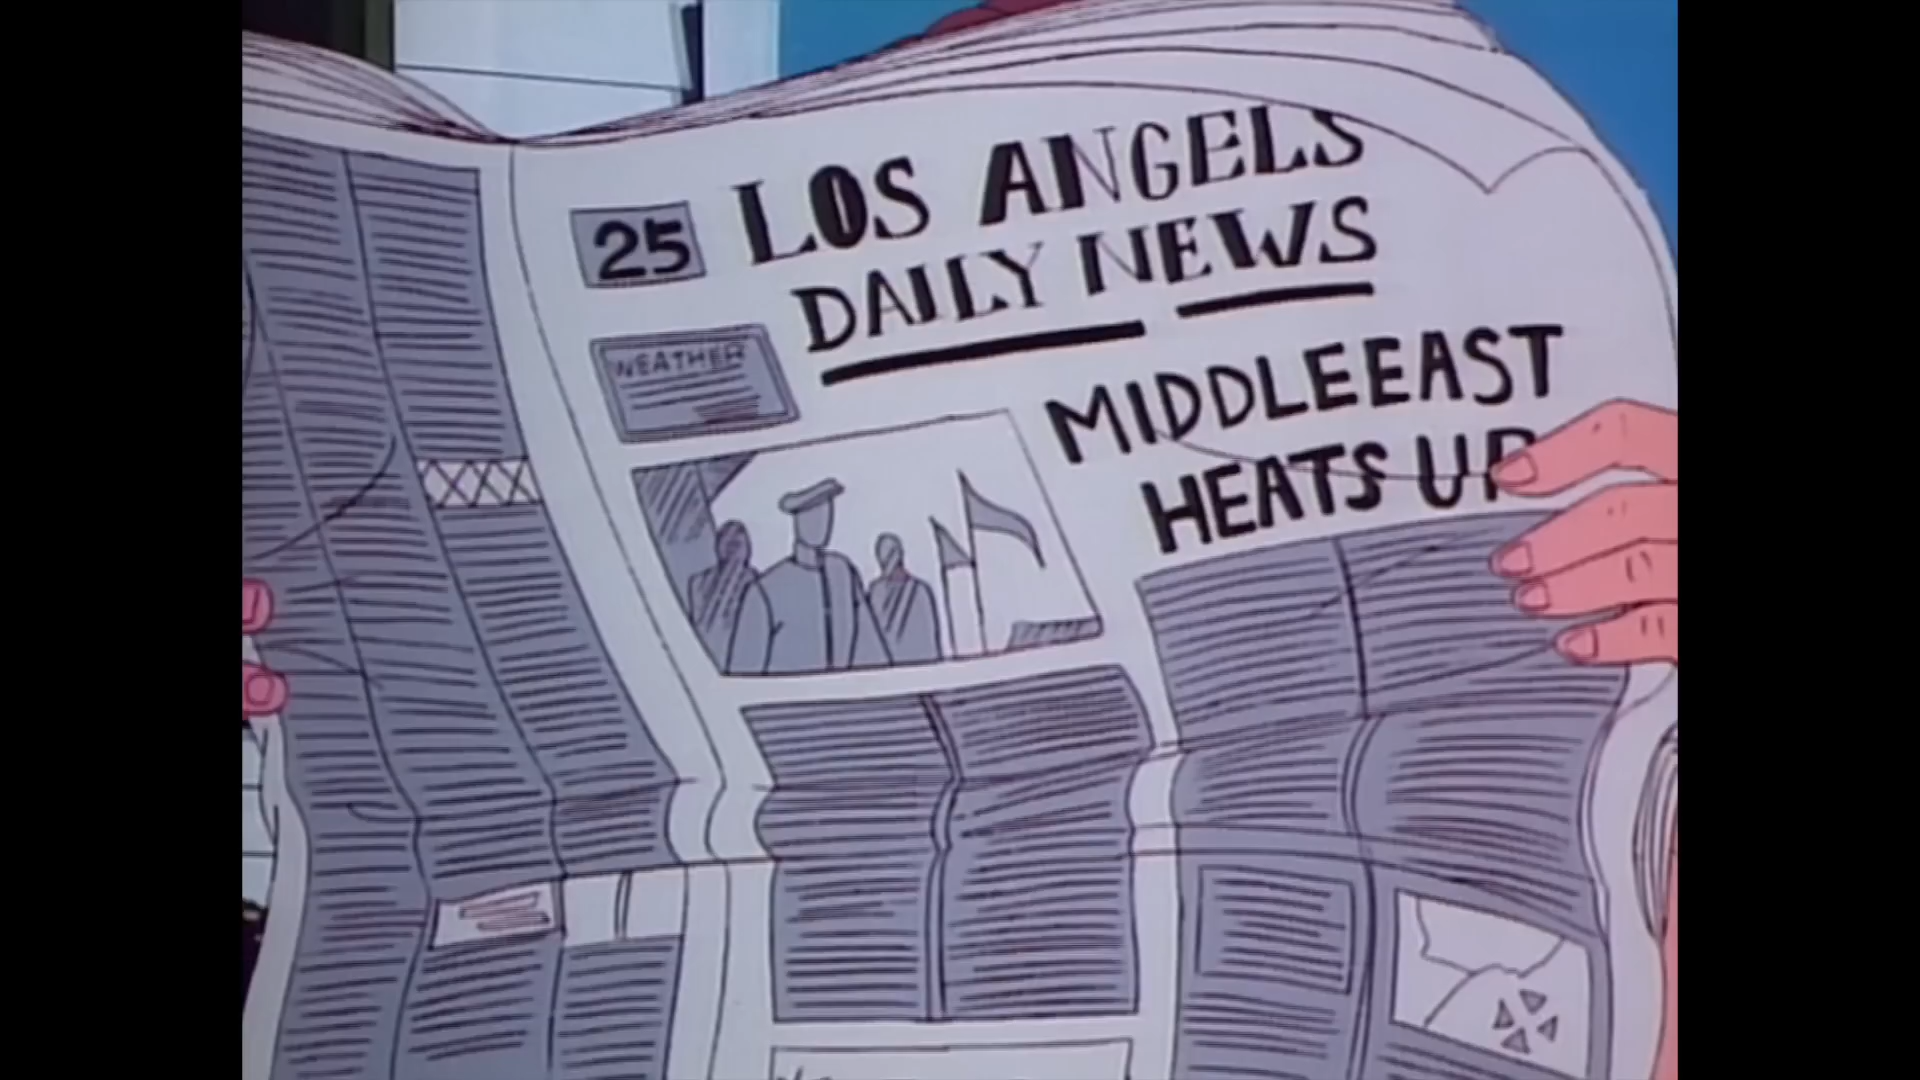 25
LOS ANGELS
DAILY NEWS
WEATHER
MIDDLEEAST
HEATS UP